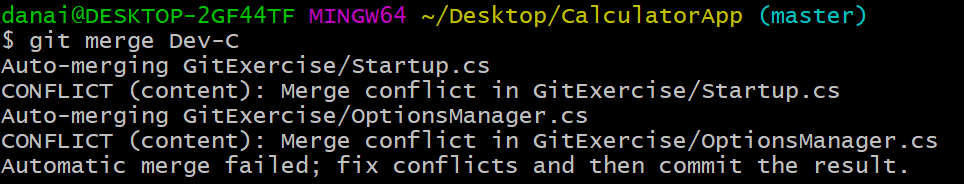 danai@DESKTOP-2GF44TF MINGW64 ~/Desktop/CalculatorApp (master)
$ git merge Dev-C
Auto-merging GitExercise/Startup.cs
CONFLICT (content): Merge conflict in GitExercise/Startup.cs
Auto-merging GitExercise/OptionsManager.cs
CONFLICT (content): Merge conflict in GitExercise/OptionsManager.cs
Automatic merge failed; fix conflicts and then commit the result.